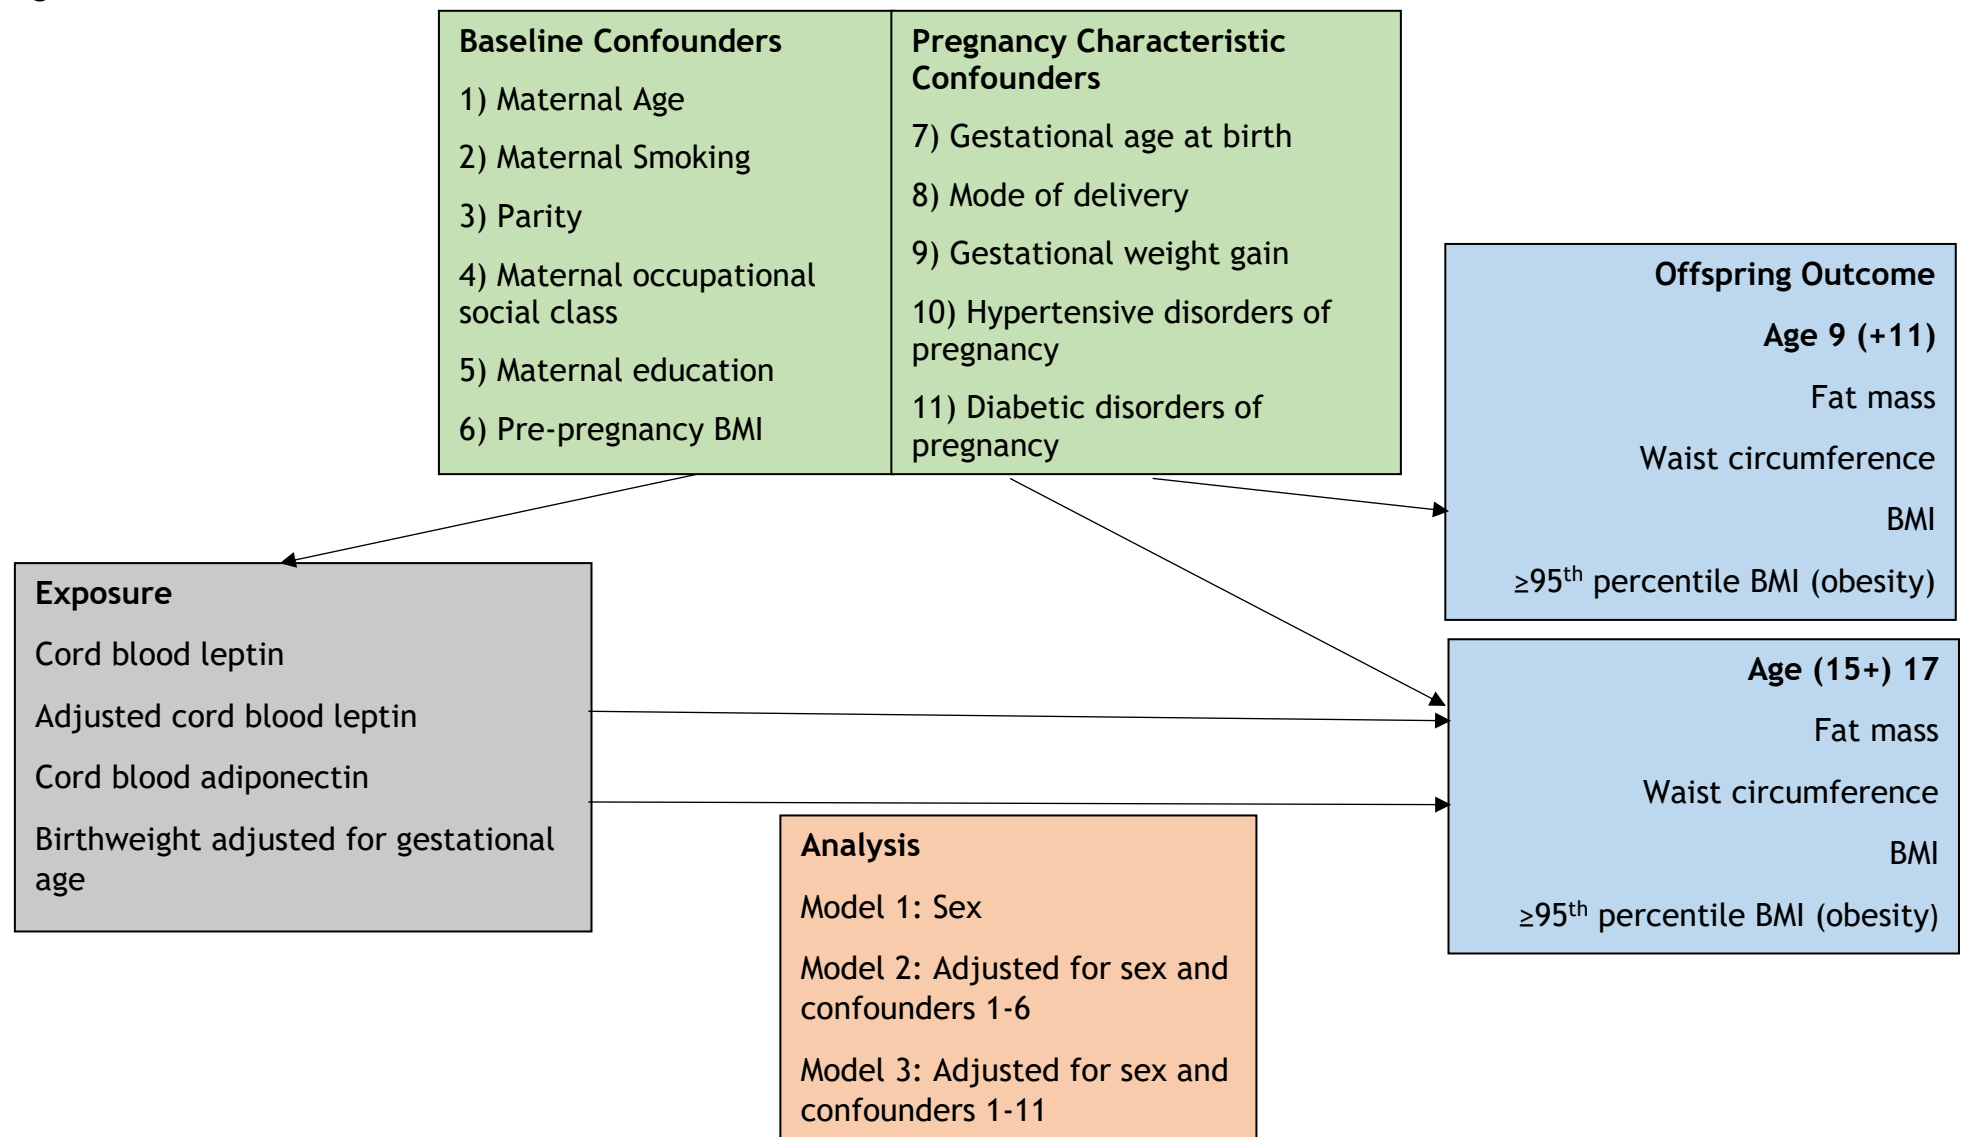 Baseline Confounders
1) Maternal Age
2) Maternal Smoking
3) Parity
4) Maternal occupational
social class
5) Maternal education
6) Pre-pregnancy BMI
Pregnancy Characteristic
Confounders
7) Gestational age at birth
8) Mode of delivery
9) Gestational weight gain
10) Hypertensive disorders of
pregnancy
11) Diabetic disorders of
pregnancy
Offspring Outcome
Age 9 (+11)
Fat mass
Waist circumference
BMI
≥95th percentile BMI (obesity)
Exposure
Cord blood leptin
Adjusted cord blood leptin
Cord blood adiponectin
Birthweight adjusted for gestational
age
Age (15+) 17
Fat mass
Waist circumference
BMI
≥95th percentile BMI (obesity)
Analysis
Model 1: Sex
Model 2: Adjusted for sex and
confounders 1-6
Model 3: Adjusted for sex and
confounders 1-11